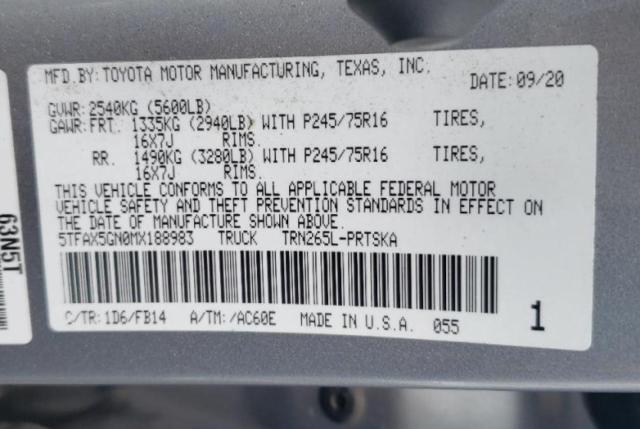 MFD.BY: TOYOTA MOTOR MANUFACTURING, TEXAS, INC.
DATE: 09/20
GVWR: 2540KG (5600LB)
GAWR: FRT. 1335KG (2940LB) WITH P245/75R16 TIRES,
16X7J RIMS.
RR. 1490KG (3280LB) WITH P245/75R16 TIRES,
16X7J RIMS.
THIS VEHICLE CONFORMS TO ALL APPLICABLE FEDERAL MOTOR
VEHICLE SAFETY AND THEFT PREVENTION STANDARDS IN EFFECT ON
THE DATE OF MANUFACTURE SHOWN ABOVE.
5TFAX5GN0MX188983 TRUCK TRN265L-PRTSKA
C/TR: 1D6/FB14 A/TM: /AC60E MADE IN U.S.A. 055
1
63N5T